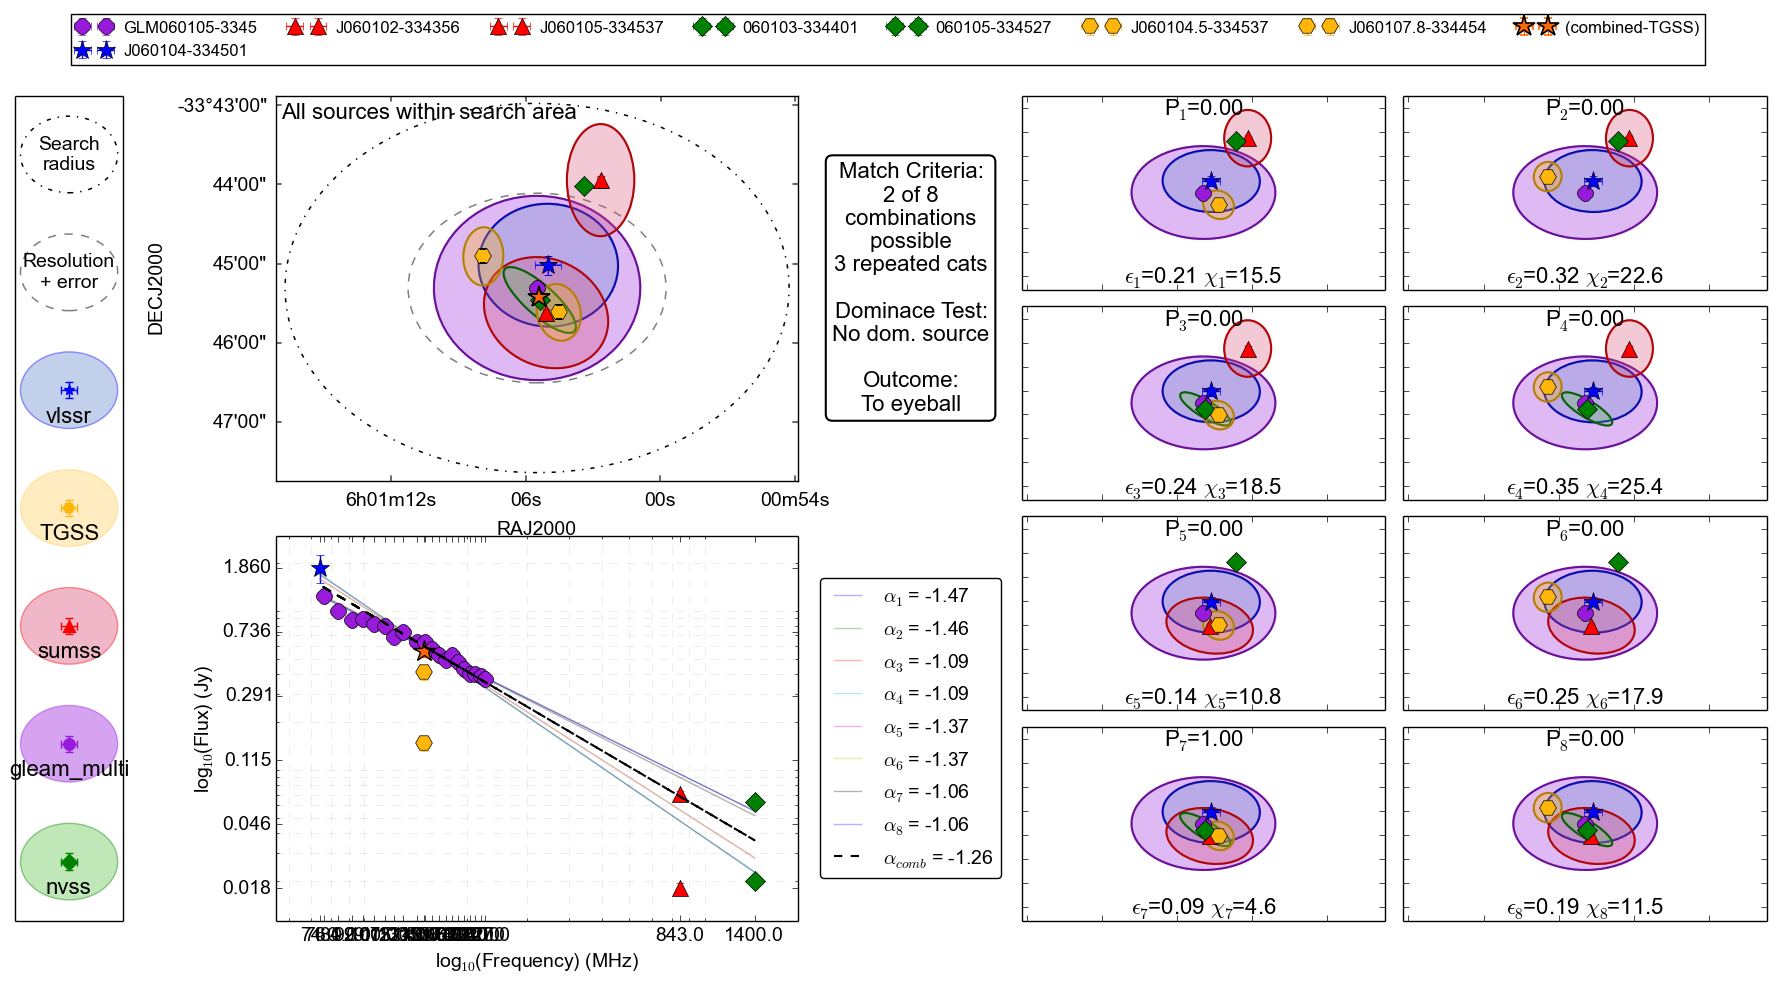 GLM060105-3345 J060102-334356 J060105-334537 060103-334401 060105-334527 J060104.5-334537 J060107.8-334454 (combined-TGSS)
J060104-334501
Search
radius
Resolution
+ error
vlssr
TGSS
sumss
gleam_multi
nvss
All sources within search area
DECJ2000
-33°43'00"
44'00"
45'00"
46'00"
47'00"
6h01m12s 06s 00s 00m54s
RAJ2000
Match Criteria:
2 of 8
combinations
possible
3 repeated cats
Dominace Test:
No dom. source
Outcome:
To eyeball
log₁₀(Flux) (Jy)
1.860
0.736
0.291
0.115
0.046
0.018
843.0 1400.0
log₁₀(Frequency) (MHz)
α₁ = -1.47
α₂ = -1.46
α₃ = -1.09
α₄ = -1.09
α₅ = -1.37
α₆ = -1.37
α₇ = -1.06
α₈ = -1.06
α_comb = -1.26
P₁=0.00
ϵ₁=0.21 χ₁=15.5
P₂=0.00
ϵ₂=0.32 χ₂=22.6
P₃=0.00
ϵ₃=0.24 χ₃=18.5
P₄=0.00
ϵ₄=0.35 χ₄=25.4
P₅=0.00
ϵ₅=0.14 χ₅=10.8
P₆=0.00
ϵ₆=0.25 χ₆=17.9
P₇=1.00
ϵ₇=0.09 χ₇=4.6
P₈=0.00
ϵ₈=0.19 χ₈=11.5